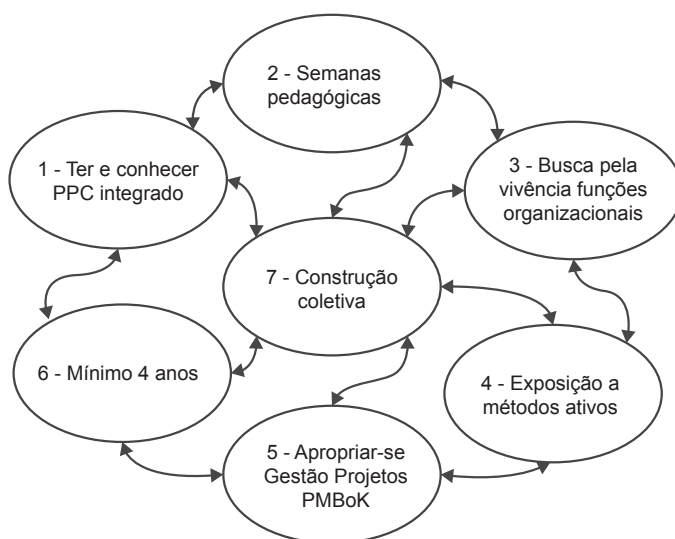 2 - Semanas
pedagógicas
1 - Ter e conhecer
PPC integrado
3 - Busca pela
vivência funções
organizacionais
7 - Construção
coletiva
6 - Mínimo 4 anos
4 - Exposição a
métodos ativos
5 - Apropriar-se
Gestão Projetos
PMBoK